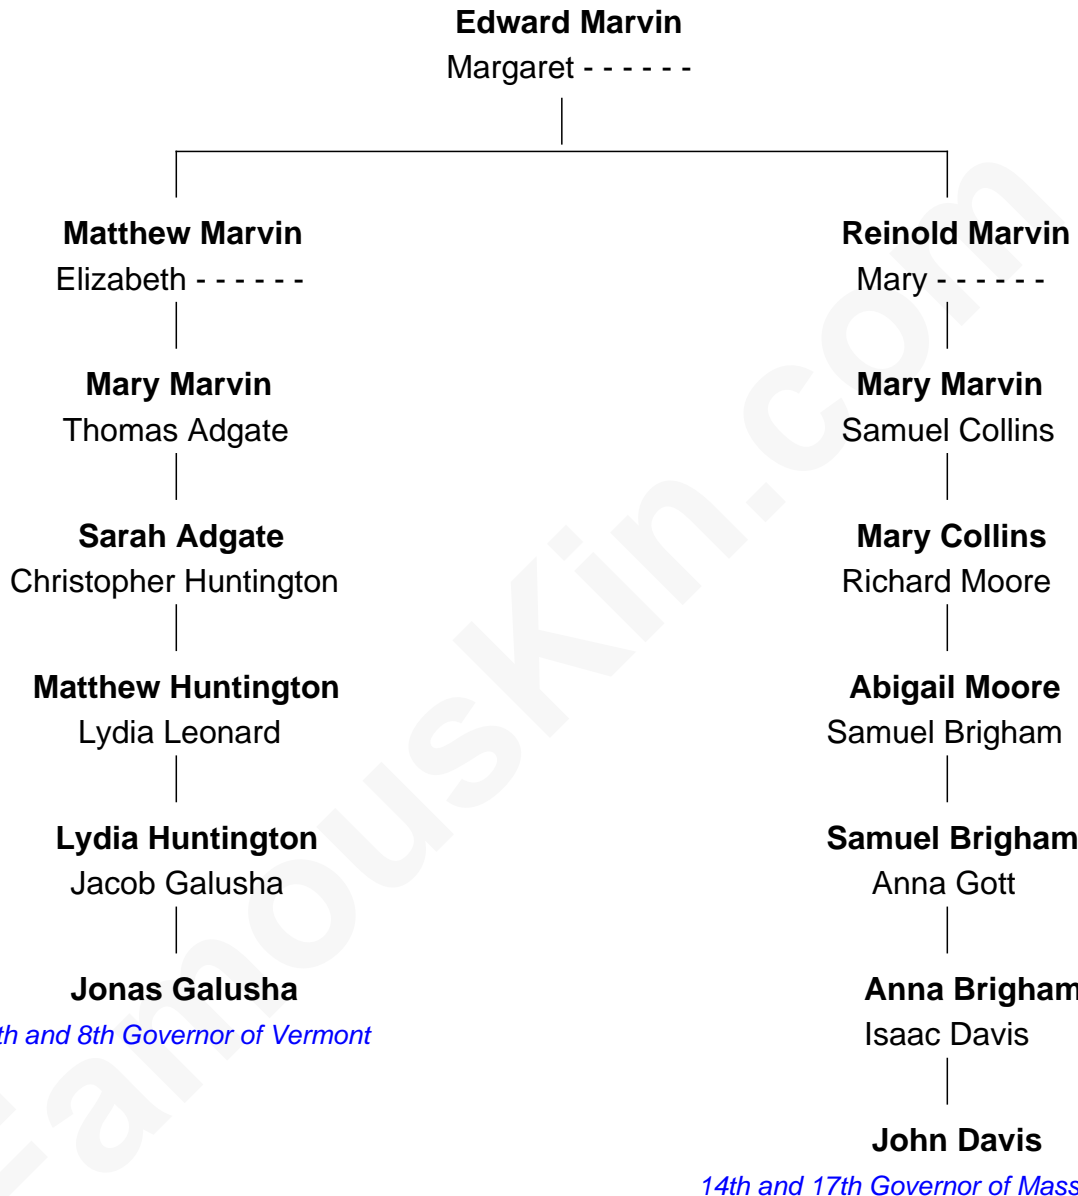 Edward Marvin
Margaret - - - - - -
Matthew Marvin
Elizabeth - - - - - -
Reinold Marvin
Mary - - - - - -
Mary Marvin
Thomas Adgate
Mary Marvin
Samuel Collins
Sarah Adgate
Christopher Huntington
Mary Collins
Richard Moore
Matthew Huntington
Lydia Leonard
Abigail Moore
Samuel Brigham
Lydia Huntington
Jacob Galusha
Samuel Brigham
Anna Gott
Jonas Galusha
th and 8th Governor of Vermont
Anna Brigham
Isaac Davis
John Davis
14th and 17th Governor of Mass
FamousKin.com